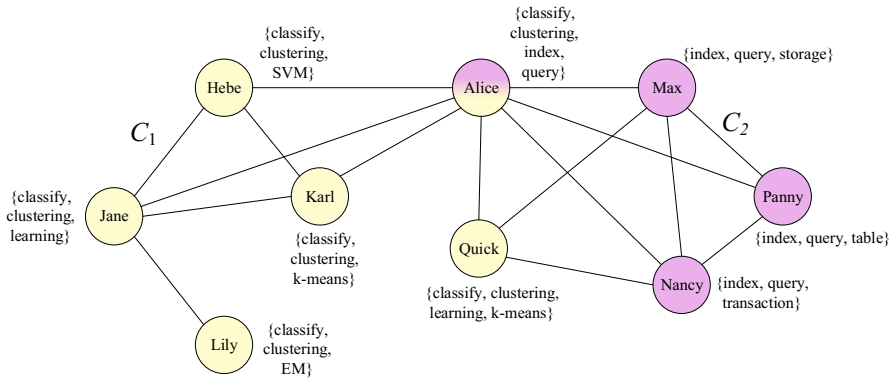 {classify,
clustering,
index,
query}
{classify,
clustering,
SVM}
Hebe
Alice
{index, query, storage}
Max
C1
C2
{classify,
clustering,
learning}
Jane
Karl
{classify,
clustering,
k-means}
Panny
{index, query, table}
Quick
{classify, clustering,
learning, k-means}
Nancy
{index, query,
transaction}
Lily
{classify,
clustering,
EM}